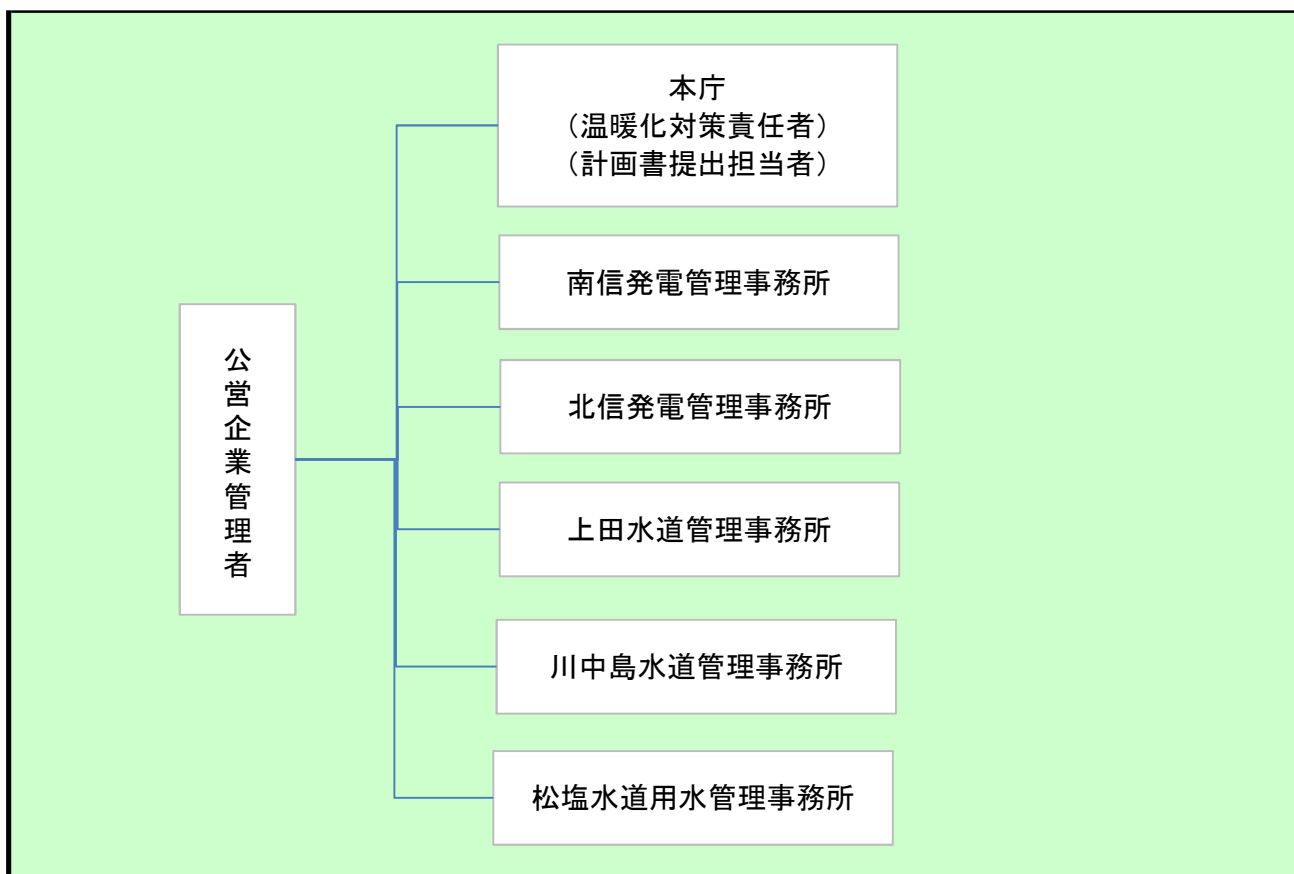 本庁
（温暖化対策責任者）
（計画書提出担当者）
南信発電管理事務所
北信発電管理事務所
公営企業管理者
上田水道管理事務所
川中島水道管理事務所
松塩水道用水管理事務所